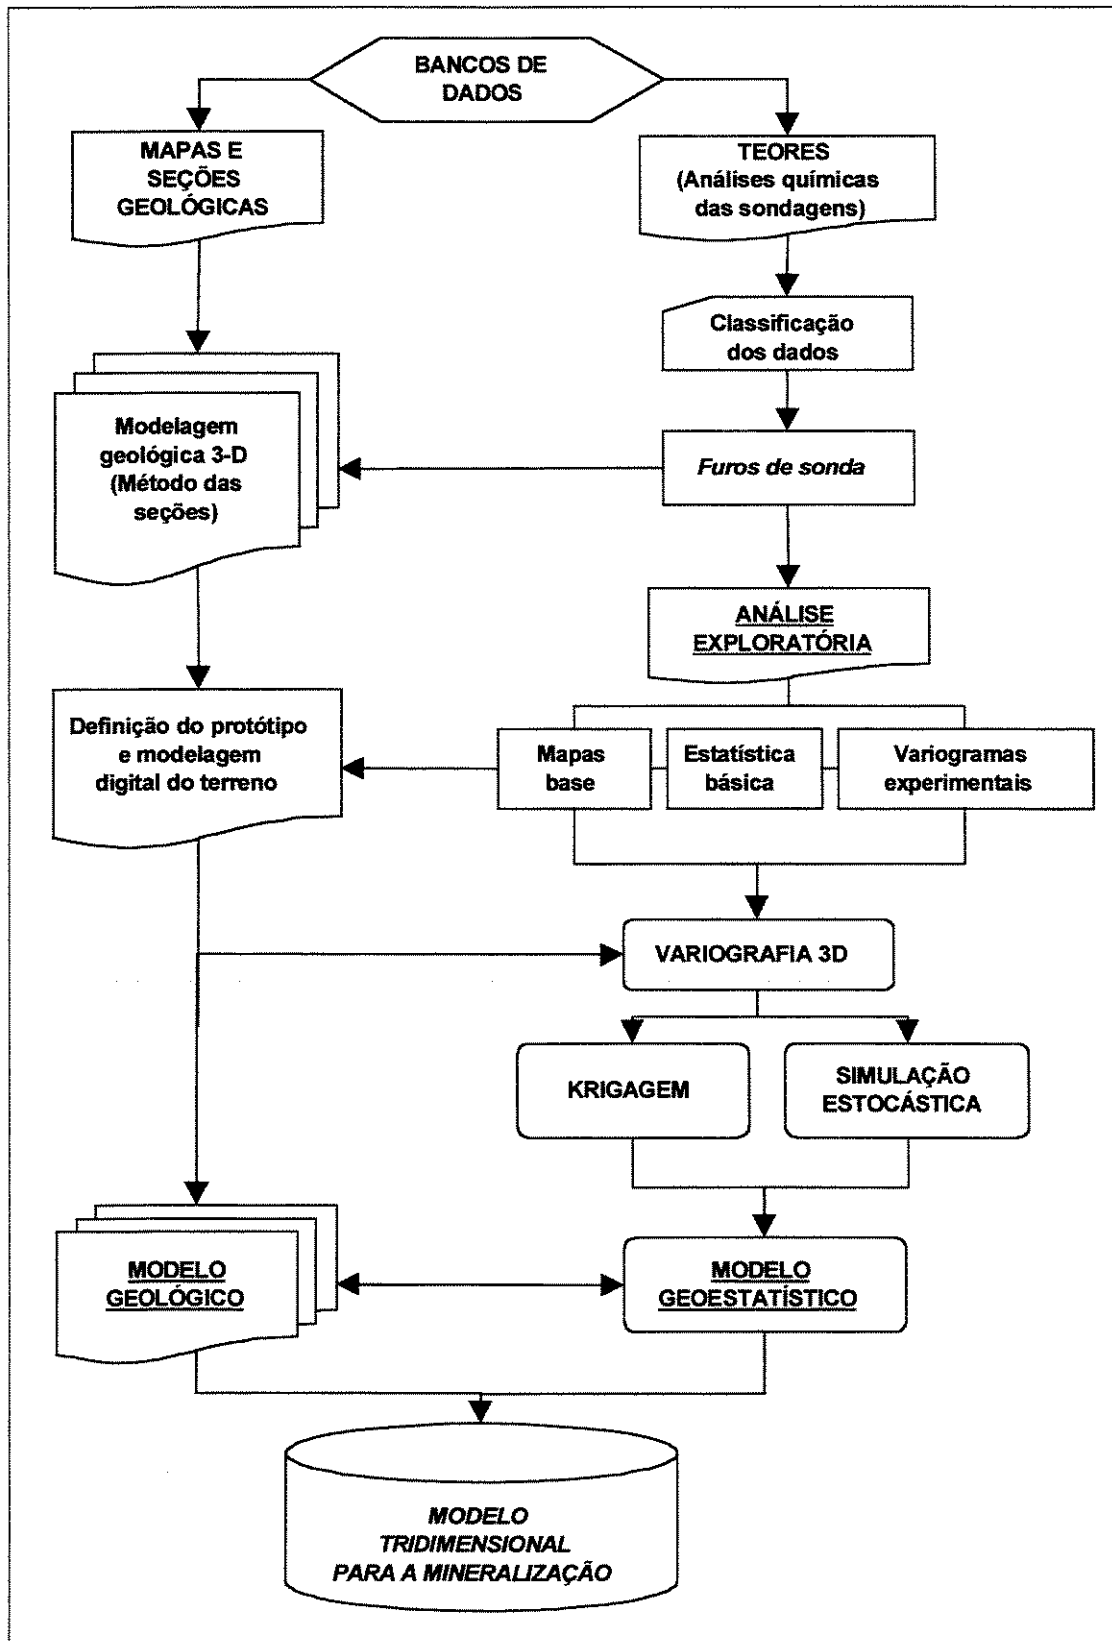 BANCOS DE
DADOS
MAPAS E
SEÇÕES
GEOLÓGICAS
TEORES
(Análises químicas
das sondagens)
Classificação
dos dados
Modelagem
geológica 3-D
(Método das
seções)
Furos de sonda
ANÁLISE
EXPLORATÓRIA
Definição do protótipo
e modelagem
digital do terreno
Mapas
base
Estatística
básica
Variogramas
experimentais
VARIOGRAFIA 3D
KRIGAGEM
SIMULAÇÃO
ESTOCÁSTICA
MODELO
GEOLÓGICO
MODELO
GEOESTATÍSTICO
MODELO
TRIDIMENSIONAL
PARA A MINERALIZAÇÃO